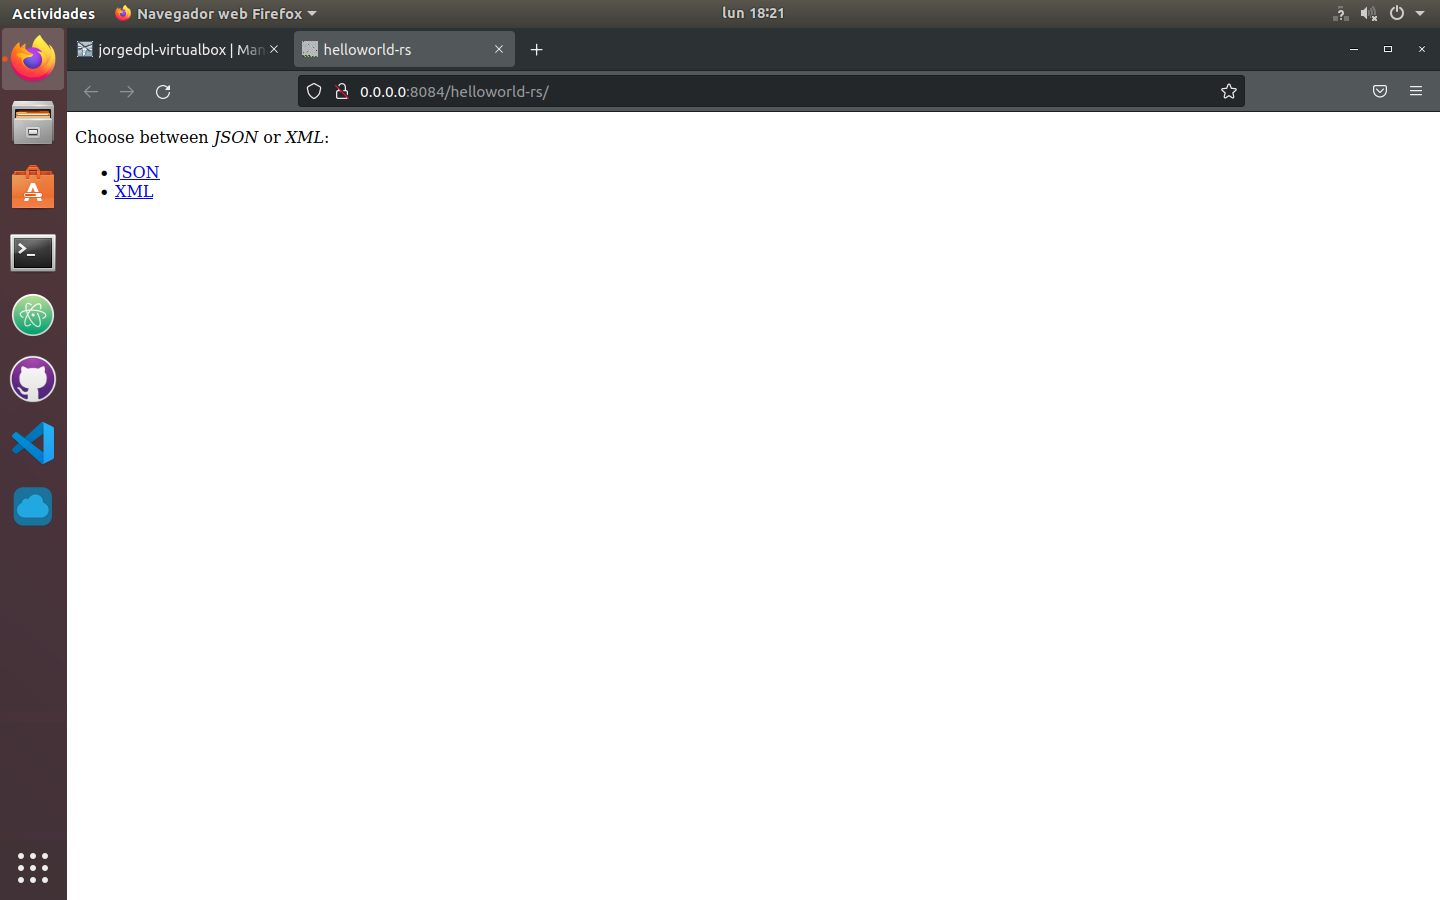 Actividades Navegador web Firefox lun 18:21
jorgedpl-virtualbox | Man helloworld-rs
0.0.0.0:8084/helloworld-rs/
Choose between JSON or XML:
JSON
XML